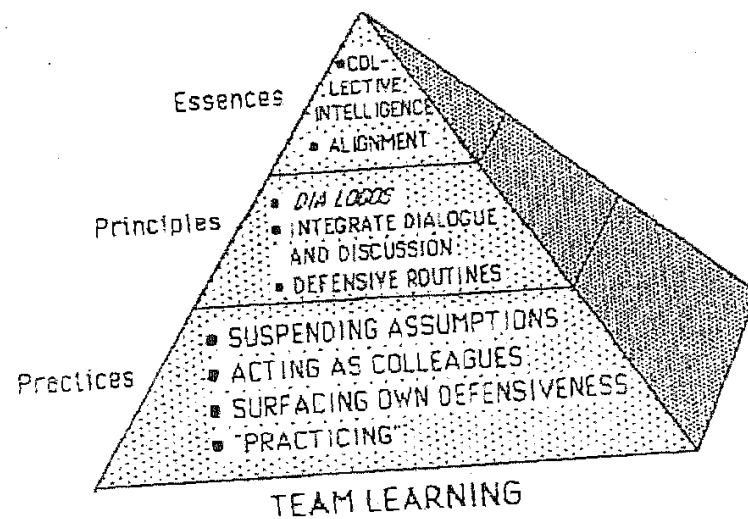 Essences
• COL-
LECTIVE
INTELLIGENCE
• ALIGNMENT
Principles
• DIA LOGOS
• INTEGRATE DIALOGUE
AND DISCUSSION
• DEFENSIVE ROUTINES
Practices
• SUSPENDING ASSUMPTIONS
• ACTING AS COLLEAGUES
• SURFACING OWN DEFENSIVENESS
• "PRACTICING"
TEAM LEARNING